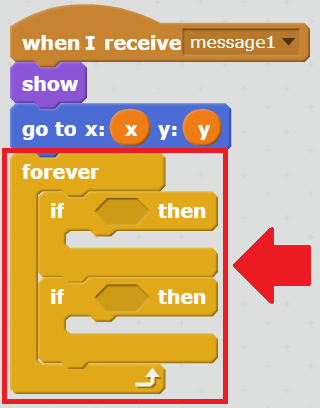 when I receive message1
show
go to x: x y: y
forever
if then
if then